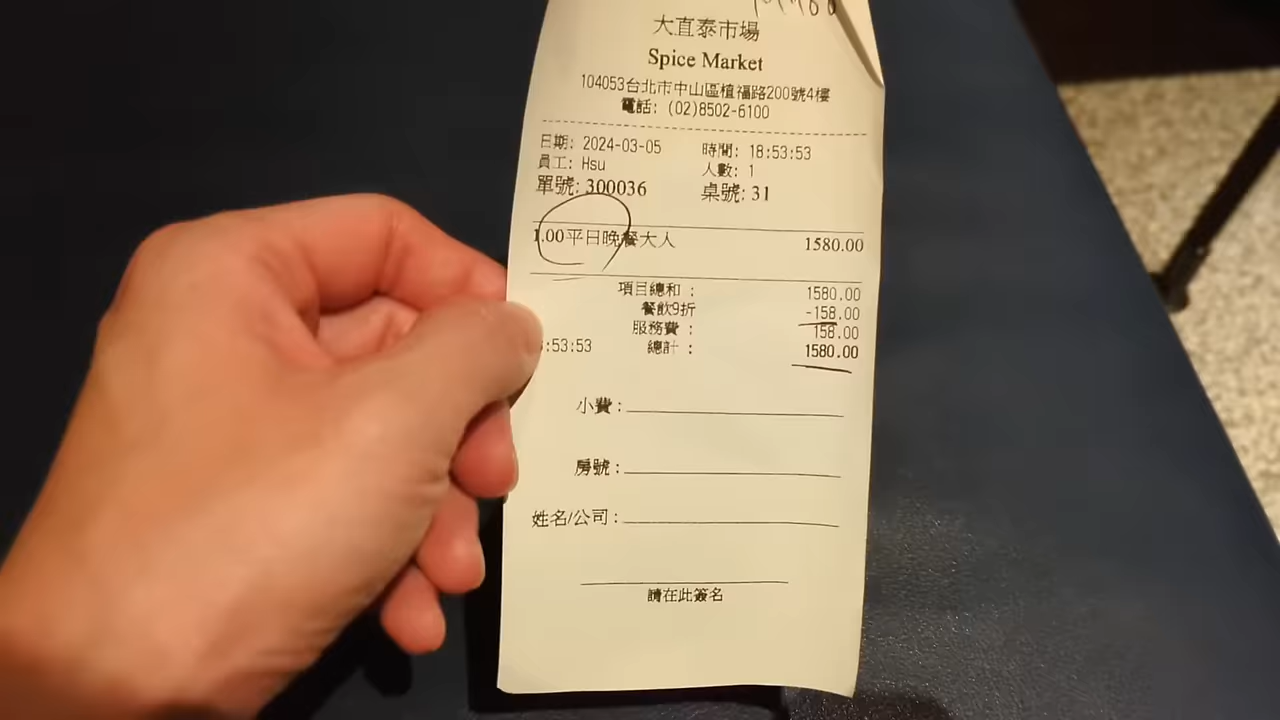 大直泰市場
Spice Market
104053台北市中山區植福路200號4樓
電話: (02)8502-6100
日期: 2024-03-05 時間: 18:53:53
員工: Hsu 人數: 1
單號: 300036 桌號: 31
1.00平日晚餐大人 1580.00
項目總和 : 1580.00
餐飲9折 -158.00
服務費 : 158.00
:53:53 總計 : 1580.00
小費 :
房號 :
姓名/公司 :
請在此簽名